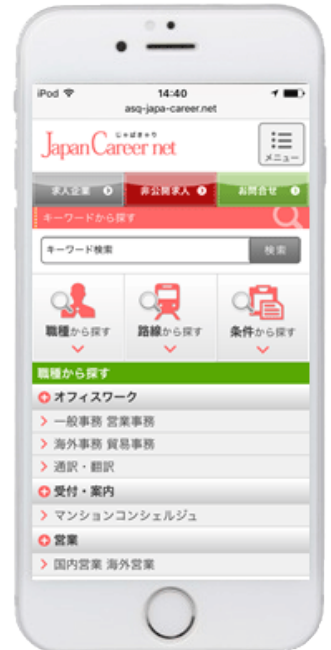 iPod 14:40
asq-japa-career.net
じゃぱきゃり
Japan Career net
メニュー
求人企業 非公開求人 お問合せ
キーワードから探す
キーワード検索 検索
職種から探す 路線から探す 条件から探す
職種から探す
オフィスワーク
一般事務 営業事務
海外事務 貿易事務
通訳・翻訳
受付・案内
マンションコンシェルジュ
営業
国内営業 海外営業